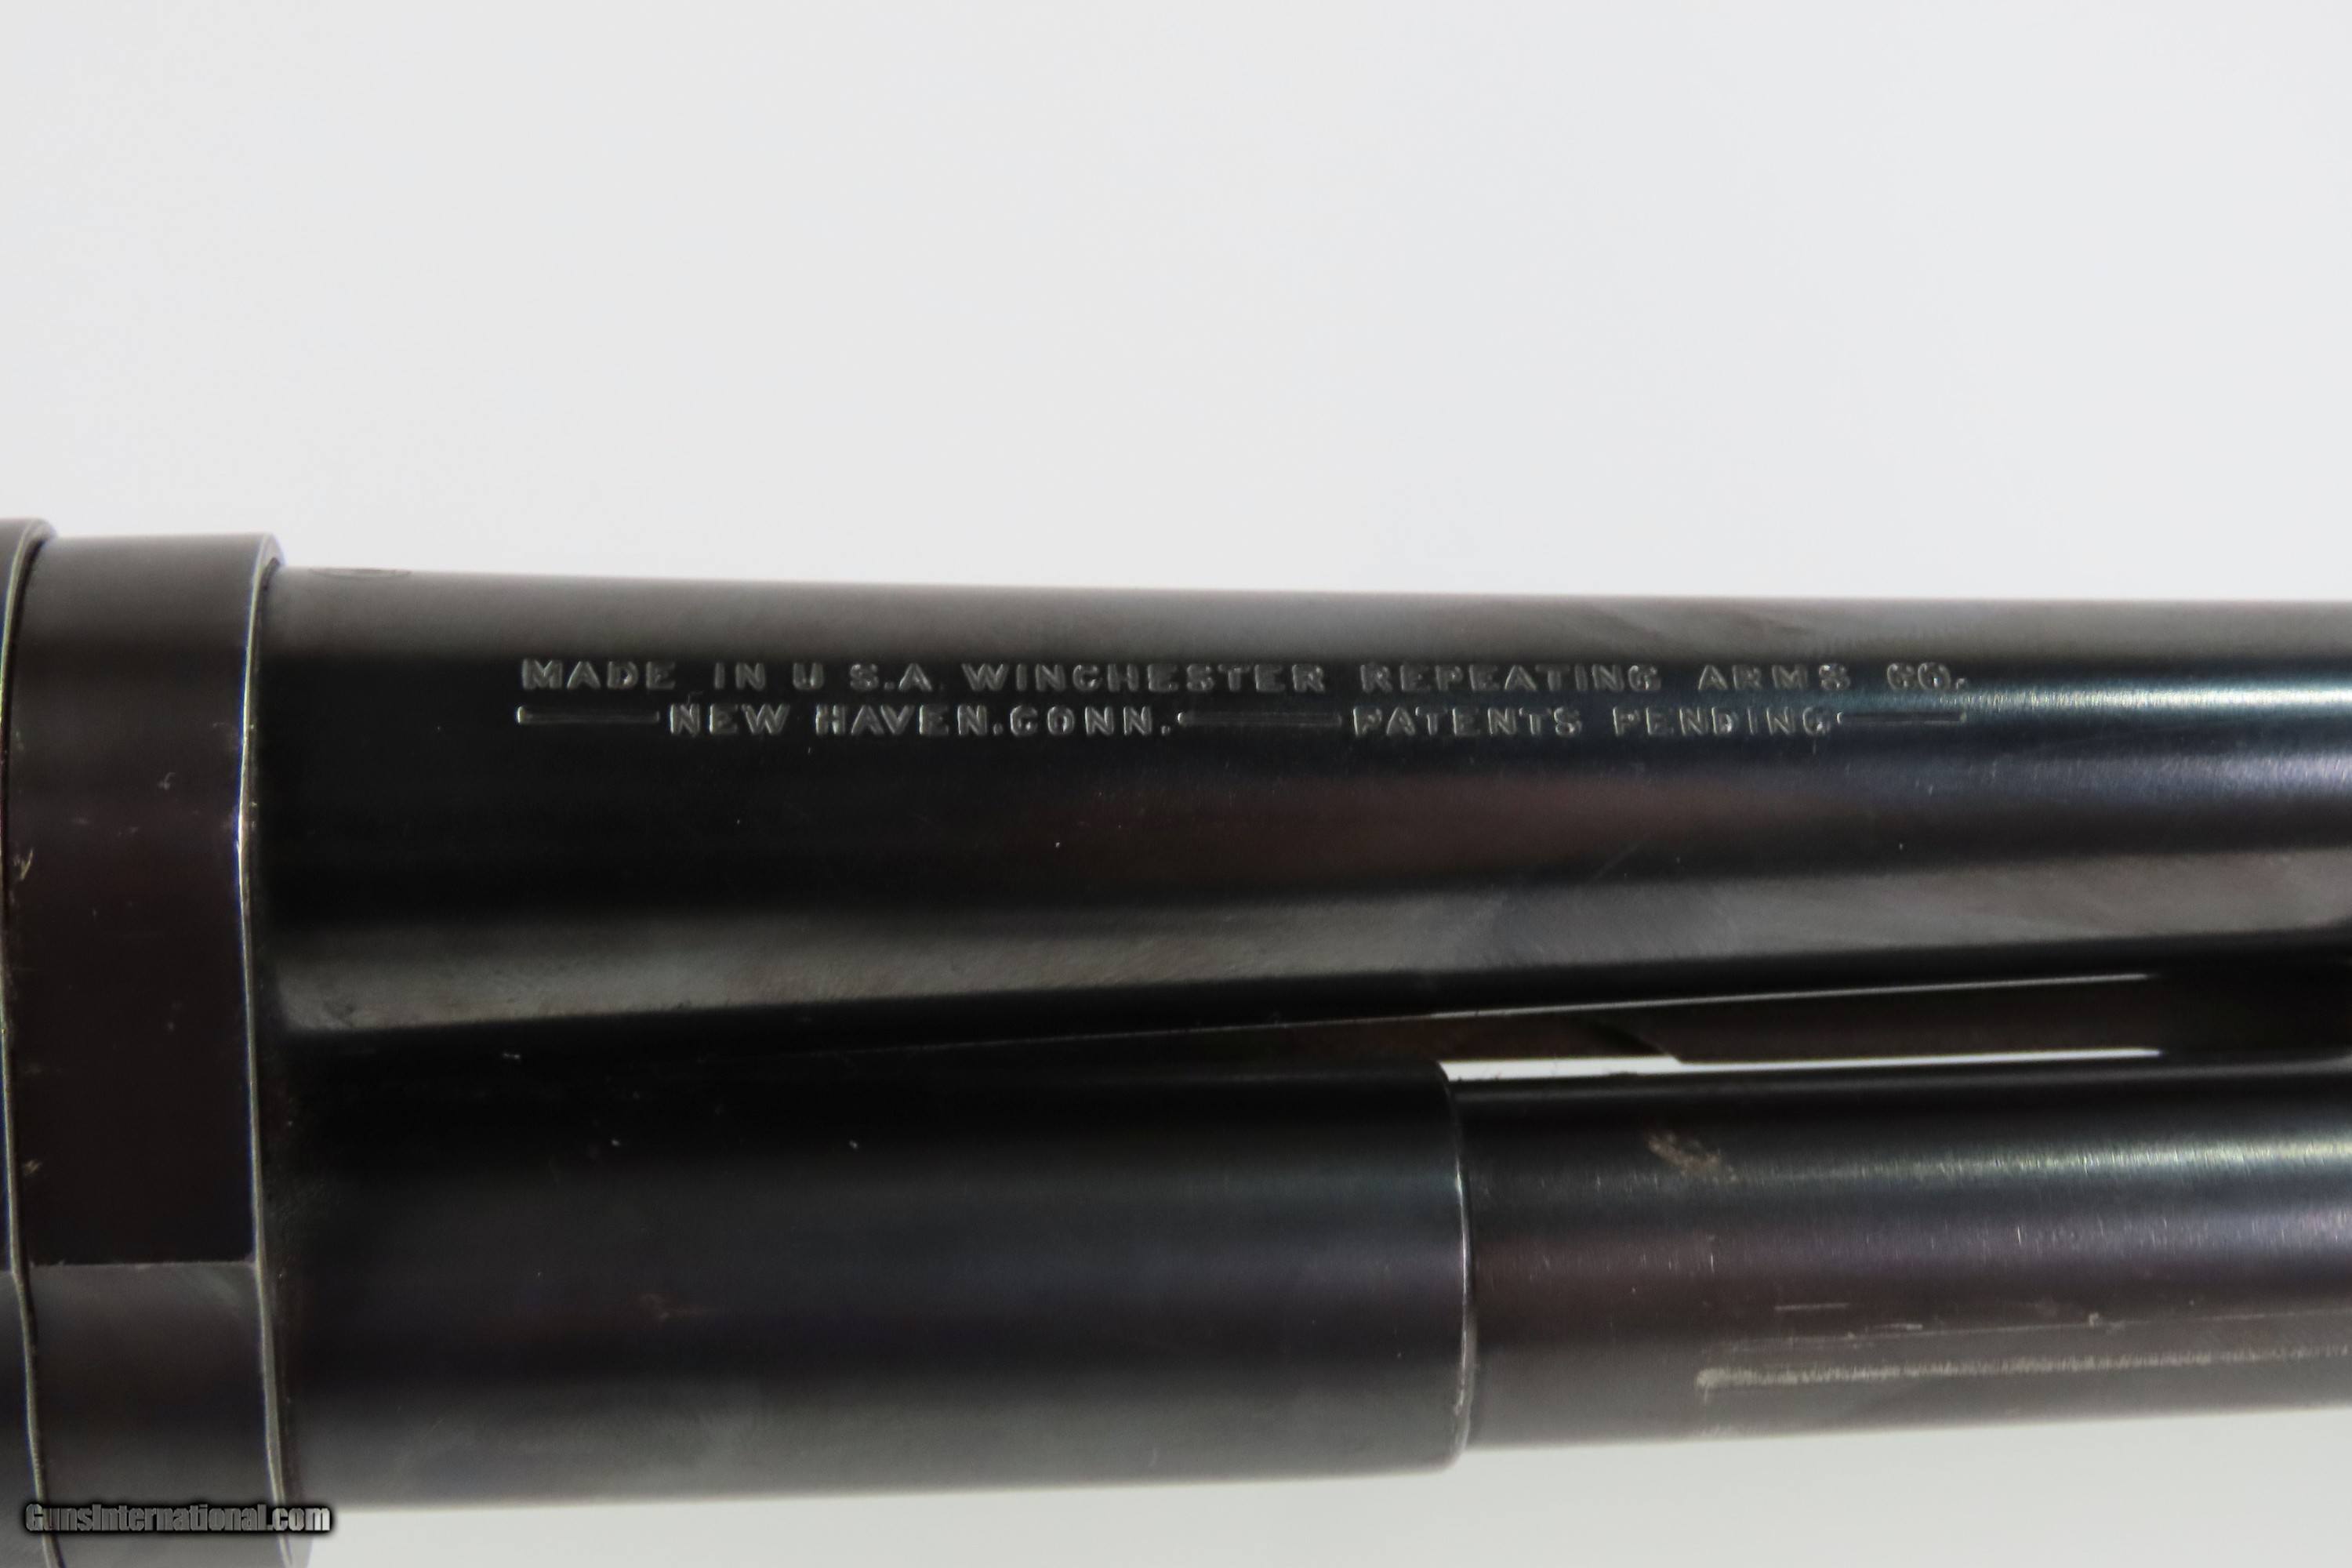 MADE IN U S.A. WINCHESTER REPEATING ARMS CO.
NEW HAVEN.CONN. PATENTS PENDING
GunsInternational.com